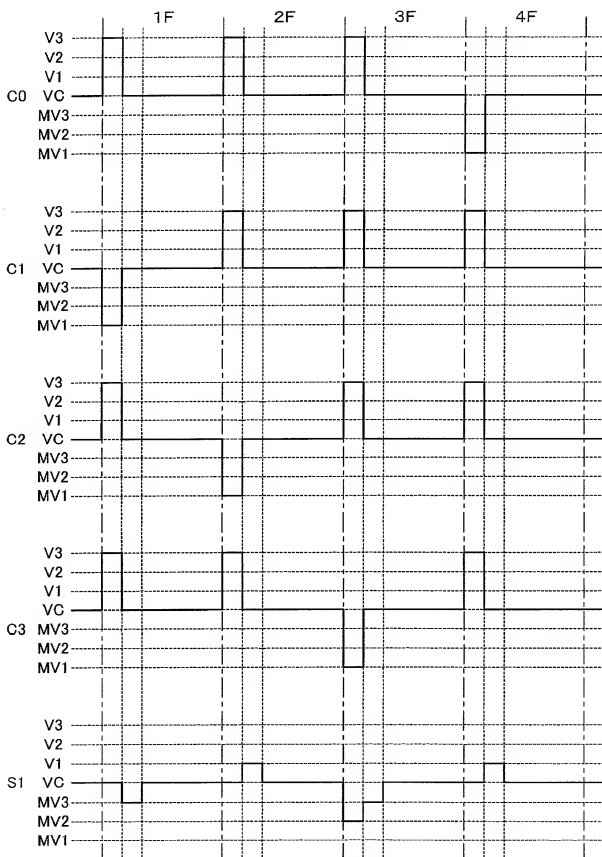 1F 2F 3F 4F
V3
V2
V1
C0 VC
MV3
MV2
MV1
V3
V2
V1
C1 VC
MV3
MV2
MV1
V3
V2
V1
C2 VC
MV3
MV2
MV1
V3
V2
V1
VC
C3 MV3
MV2
MV1
V3
V2
V1
S1 VC
MV3
MV2
MV1